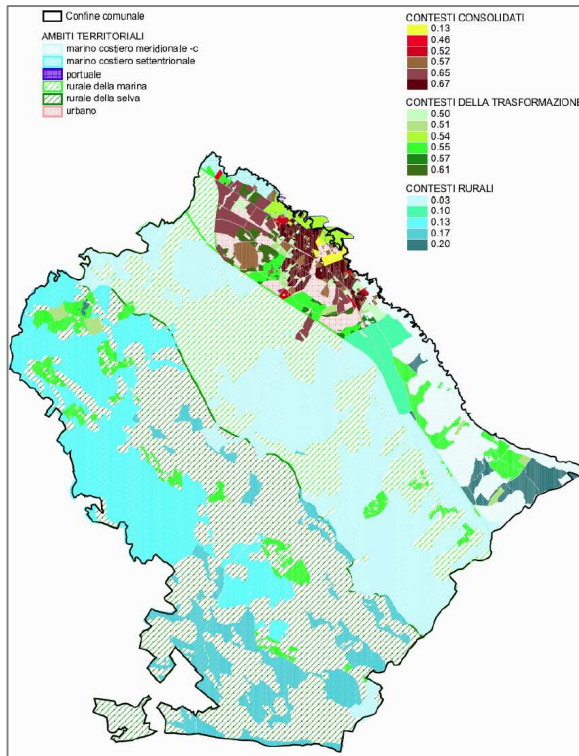 Confine comunale
AMBITI TERRITORIALI
marino costiero meridionale -c
marino costiero settentrionale
portuale
rurale della marina
rurale della selva
urbano
CONTESTI CONSOLIDATI
0.13
0.46
0.52
0.57
0.65
0.67
CONTESTI DELLA TRASFORMAZIONE
0.50
0.51
0.54
0.55
0.57
0.61
CONTESTI RURALI
0.03
0.10
0.13
0.17
0.20